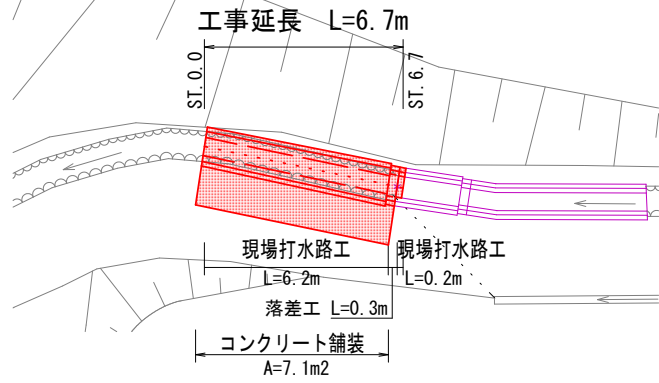 工事延長 L=6.7m
ST.0.0
ST.6.7
現場打水路工
L=6.2m
現場打水路工
L=0.2m
落差工 L=0.3m
コンクリート舗装
A=7.1m2